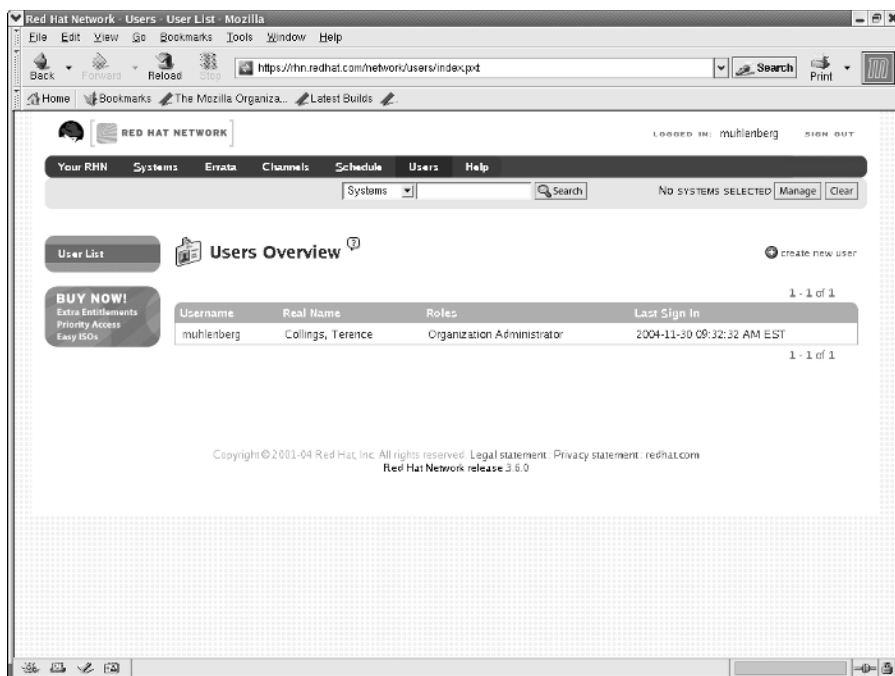 Red Hat Network - Users - User List - Mozilla
File Edit View Go Bookmarks Tools Window Help
Back Forward Reload Stop https://rhn.redhat.com/network/users/index.pxt Search Print
Home Bookmarks The Mozilla Organiza... Latest Builds
RED HAT NETWORK LOGGED IN: muhlenberg SIGN OUT
Your RHN Systems Errata Channels Schedule Users Help
Systems Search NO SYSTEMS SELECTED Manage Clear
User List Users Overview ? create new user
BUY NOW!
Extra Entitlements
Priority Access
Easy ISOs
1 - 1 of 1
Username Real Name Roles Last Sign In
muhlenberg Collings, Terence Organization Administrator 2004-11-30 09:32:32 AM EST
1 - 1 of 1
Copyright © 2001-04 Red Hat, Inc. All rights reserved. Legal statement : Privacy statement : redhat.com
Red Hat Network release 3.6.0